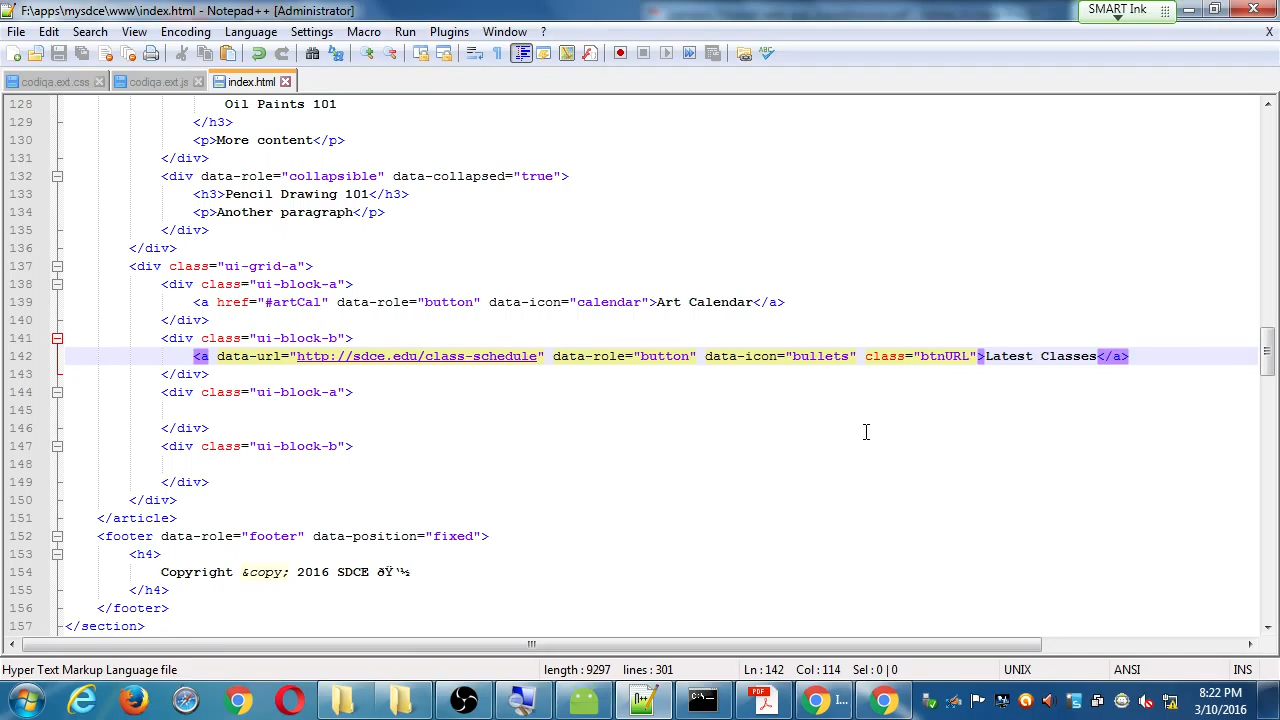 F:\apps\mysdce\www\index.html - Notepad++ [Administrator]
SMART Ink
File Edit Search View Encoding Language Settings Macro Run Plugins Window ? X
codiqa.ext.css codiqa.ext.js index.html
128 Oil Paints 101
129 </h3>
130 <p>More content</p>
131 </div>
132 <div data-role="collapsible" data-collapsed="true">
133 <h3>Pencil Drawing 101</h3>
134 <p>Another paragraph</p>
135 </div>
136 </div>
137 <div class="ui-grid-a">
138 <div class="ui-block-a">
139 <a href="#artCal" data-role="button" data-icon="calendar">Art Calendar</a>
140 </div>
141 <div class="ui-block-b">
142 <a data-url="http://sdce.edu/class-schedule" data-role="button" data-icon="bullets" class="btnURL">Latest Classes</a>
143 </div>
144 <div class="ui-block-a">
145
146 </div>
147 <div class="ui-block-b">
148
149 </div>
150 </div>
151 </article>
152 <footer data-role="footer" data-position="fixed">
153 <h4>
154 Copyright &copy; 2016 SDCE ðŸ‘½
155 </h4>
156 </footer>
157 </section>
Hyper Text Markup Language file length : 9297 lines : 301 Ln : 142 Col : 114 Sel : 0 | 0 UNIX ANSI INS
PDF I... 8:22 PM
3/10/2016